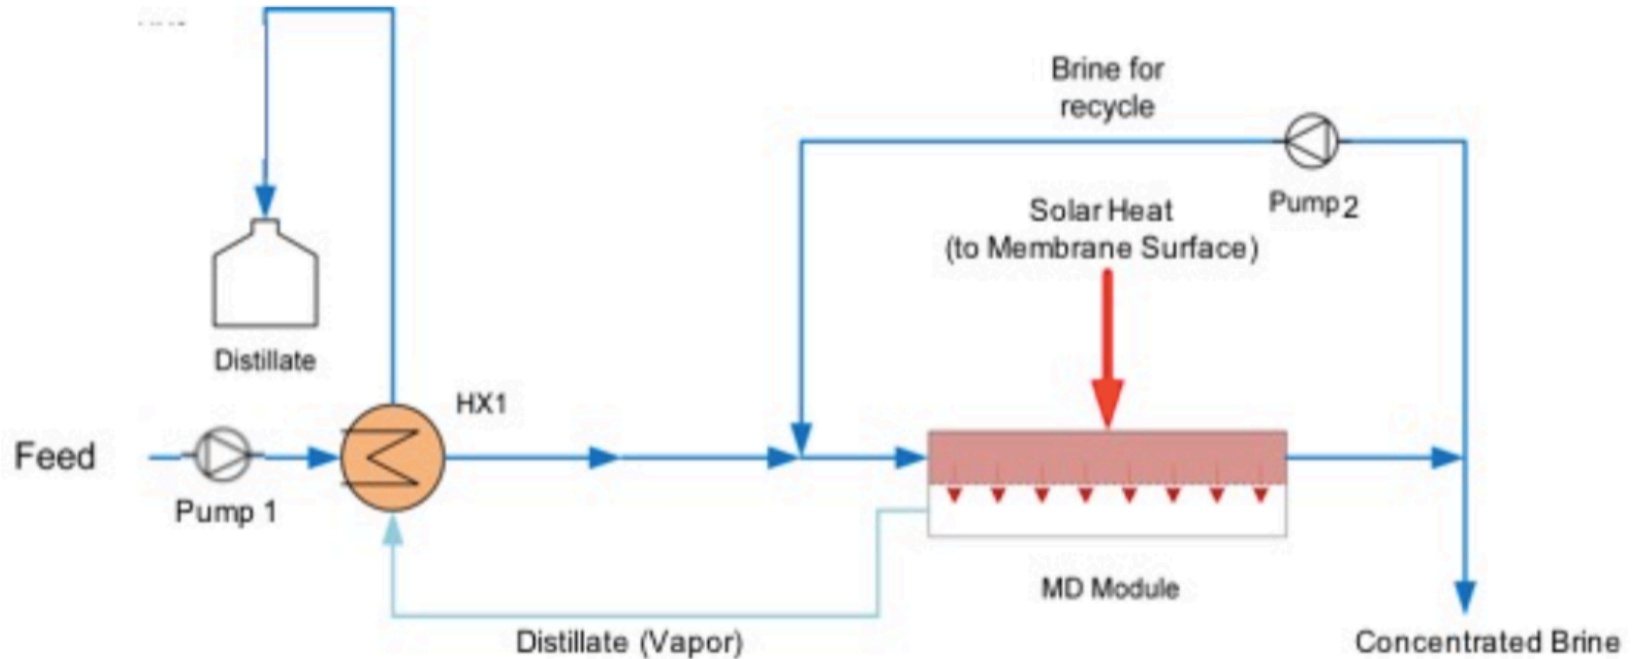 Brine for
recycle
Pump 2
Solar Heat
(to Membrane Surface)
Distillate
HX1
Feed
Pump 1
MD Module
Distillate (Vapor)
Concentrated Brine